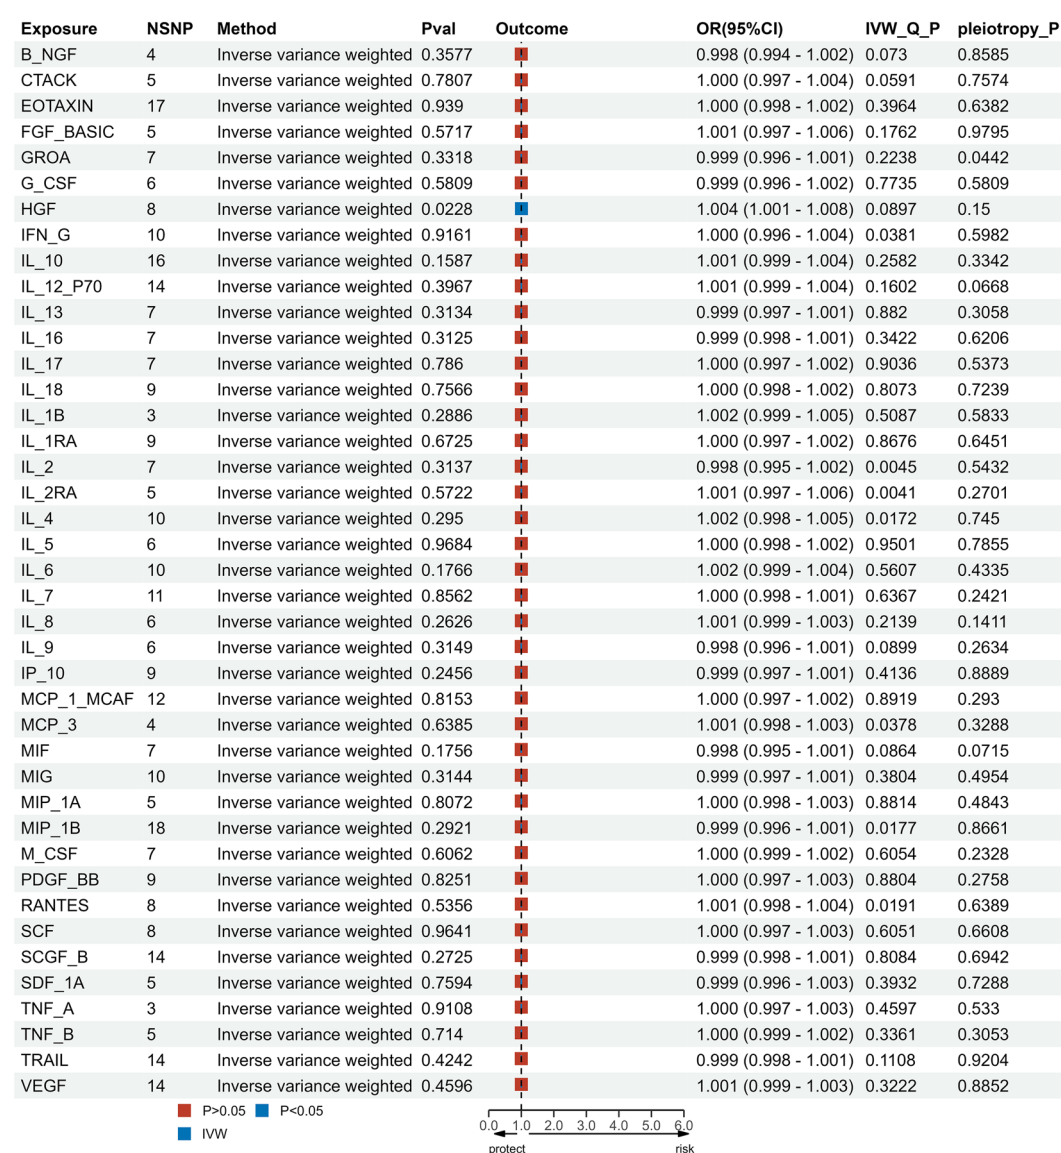 Exposure NSNP Method Pval Outcome OR(95%CI) IVW_Q_P pleiotropy_P
B_NGF 4 Inverse variance weighted 0.3577 0.998 (0.994 - 1.002) 0.073 0.8585
CTACK 5 Inverse variance weighted 0.7807 1.000 (0.997 - 1.002) 0.0591 0.7574
EOTAXIN 17 Inverse variance weighted 0.939 1.000 (0.998 - 1.002) 0.3964 0.6382
FGF_BASIC 5 Inverse variance weighted 0.5717 1.001 (0.997 - 1.006) 0.1762 0.9795
GROA 7 Inverse variance weighted 0.3318 0.999 (0.996 - 1.001) 0.2238 0.0442
G_CSF 6 Inverse variance weighted 0.5809 0.999 (0.996 - 1.002) 0.7735 0.5809
HGF 8 Inverse variance weighted 0.0228 1.004 (1.001 - 1.008) 0.0897 0.15
IFN_G 10 Inverse variance weighted 0.9161 1.000 (0.996 - 1.004) 0.0381 0.5982
IL_10 16 Inverse variance weighted 0.1587 1.001 (0.999 - 1.004) 0.2582 0.3342
IL_12_P70 14 Inverse variance weighted 0.3967 1.001 (0.999 - 1.004) 0.1602 0.0668
IL_13 7 Inverse variance weighted 0.3134 0.999 (0.997 - 1.001) 0.882 0.3058
IL_16 7 Inverse variance weighted 0.3125 0.999 (0.998 - 1.001) 0.3422 0.6206
IL_17 7 Inverse variance weighted 0.786 1.000 (0.997 - 1.002) 0.9036 0.5373
IL_18 9 Inverse variance weighted 0.7566 1.000 (0.998 - 1.002) 0.8073 0.7239
IL_1B 3 Inverse variance weighted 0.2886 1.002 (0.999 - 1.005) 0.5087 0.5833
IL_1RA 9 Inverse variance weighted 0.6725 1.000 (0.997 - 1.002) 0.8676 0.6451
IL_2 7 Inverse variance weighted 0.3137 0.998 (0.995 - 1.002) 0.0045 0.5432
IL_2RA 5 Inverse variance weighted 0.5722 1.001 (0.997 - 1.006) 0.0041 0.2701
IL_4 10 Inverse variance weighted 0.295 1.002 (0.998 - 1.005) 0.0172 0.745
IL_5 6 Inverse variance weighted 0.9684 1.000 (0.998 - 1.002) 0.9501 0.7855
IL_6 10 Inverse variance weighted 0.1766 1.002 (0.999 - 1.004) 0.5607 0.4335
IL_7 11 Inverse variance weighted 0.8562 1.000 (0.998 - 1.001) 0.6367 0.2421
IL_8 6 Inverse variance weighted 0.2626 1.001 (0.999 - 1.003) 0.2139 0.1411
IL_9 6 Inverse variance weighted 0.3149 0.998 (0.996 - 1.001) 0.0899 0.2634
IP_10 9 Inverse variance weighted 0.2456 0.999 (0.997 - 1.001) 0.4136 0.8889
MCP_1_MCAF 12 Inverse variance weighted 0.8153 1.000 (0.997 - 1.002) 0.8919 0.293
MCP_3 4 Inverse variance weighted 0.6385 1.001 (0.998 - 1.003) 0.0378 0.3288
MIF 7 Inverse variance weighted 0.1756 0.998 (0.995 - 1.001) 0.0864 0.0715
MIG 10 Inverse variance weighted 0.3144 0.999 (0.997 - 1.001) 0.3804 0.4954
MIP_1A 5 Inverse variance weighted 0.8072 1.000 (0.998 - 1.003) 0.8814 0.4843
MIP_1B 18 Inverse variance weighted 0.2921 0.999 (0.996 - 1.001) 0.0177 0.8661
M_CSF 7 Inverse variance weighted 0.6062 1.000 (0.999 - 1.002) 0.6054 0.2328
PDGF_BB 9 Inverse variance weighted 0.8251 1.000 (0.997 - 1.003) 0.8804 0.2758
RANTES 8 Inverse variance weighted 0.5356 1.001 (0.998 - 1.004) 0.0191 0.6389
SCF 8 Inverse variance weighted 0.9641 1.000 (0.997 - 1.003) 0.6051 0.6608
SCGF_B 14 Inverse variance weighted 0.2725 0.999 (0.998 - 1.001) 0.8084 0.6942
SDF_1A 5 Inverse variance weighted 0.7594 0.999 (0.996 - 1.003) 0.3932 0.7288
TNF_A 3 Inverse variance weighted 0.9108 1.000 (0.997 - 1.003) 0.4597 0.533
TNF_B 5 Inverse variance weighted 0.714 1.000 (0.999 - 1.002) 0.3361 0.3053
TRAIL 14 Inverse variance weighted 0.4242 0.999 (0.998 - 1.001) 0.1108 0.9204
VEGF 14 Inverse variance weighted 0.4596 1.001 (0.999 - 1.003) 0.3222 0.8852
P>0.05 P<0.05
0.0 1.0 2.0 3.0 4.0 5.0 6.0
IVW
protect risk